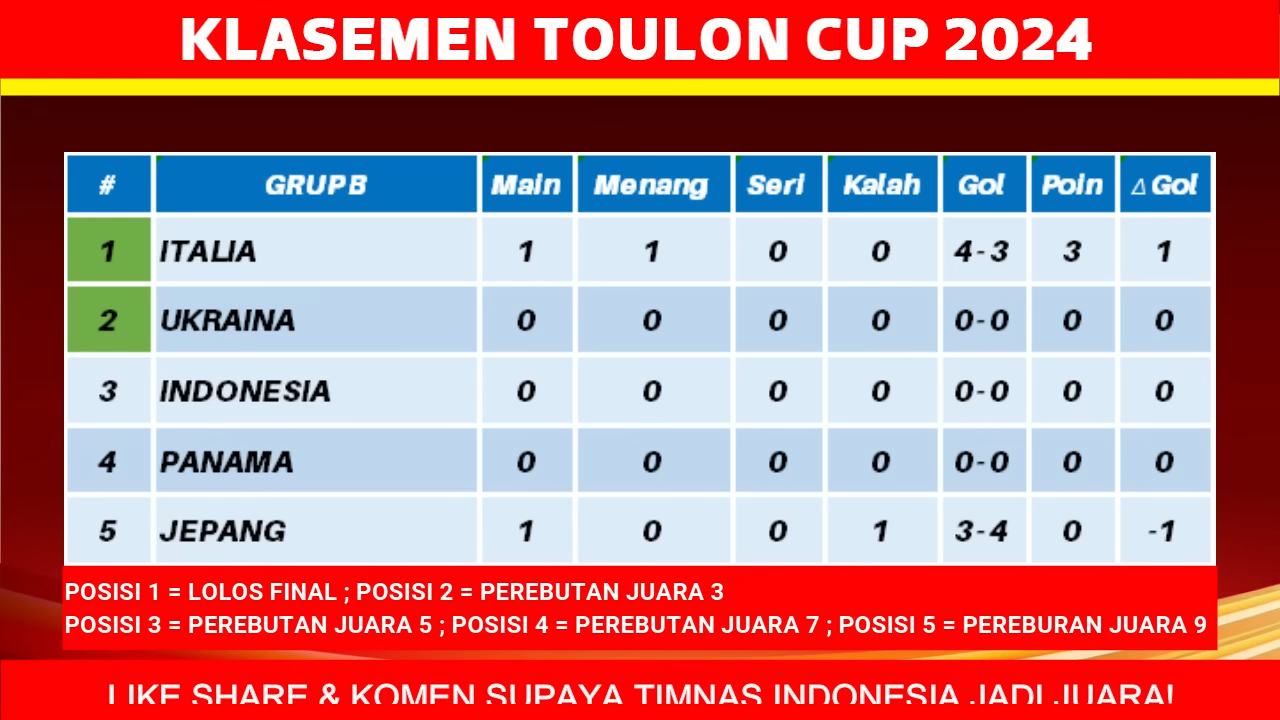 KLASEMEN TOULON CUP 2024
# GRUP B Main Menang Seri Kalah Gol Poin Δ Gol
1 ITALIA 1 1 0 0 4-3 3 1
2 UKRAINA 0 0 0 0 0-0 0 0
3 INDONESIA 0 0 0 0 0-0 0 0
4 PANAMA 0 0 0 0 0-0 0 0
5 JEPANG 1 0 0 1 3-4 0 -1
POSISI 1 = LOLOS FINAL ; POSISI 2 = PEREBUTAN JUARA 3
POSISI 3 = PEREBUTAN JUARA 5 ; POSISI 4 = PEREBUTAN JUARA 7 ; POSISI 5 = PEREBURAN JUARA 9
LIKE SHARE & KOMEN SUPAYA TIMNAS INDONESIA JADI JUARA!